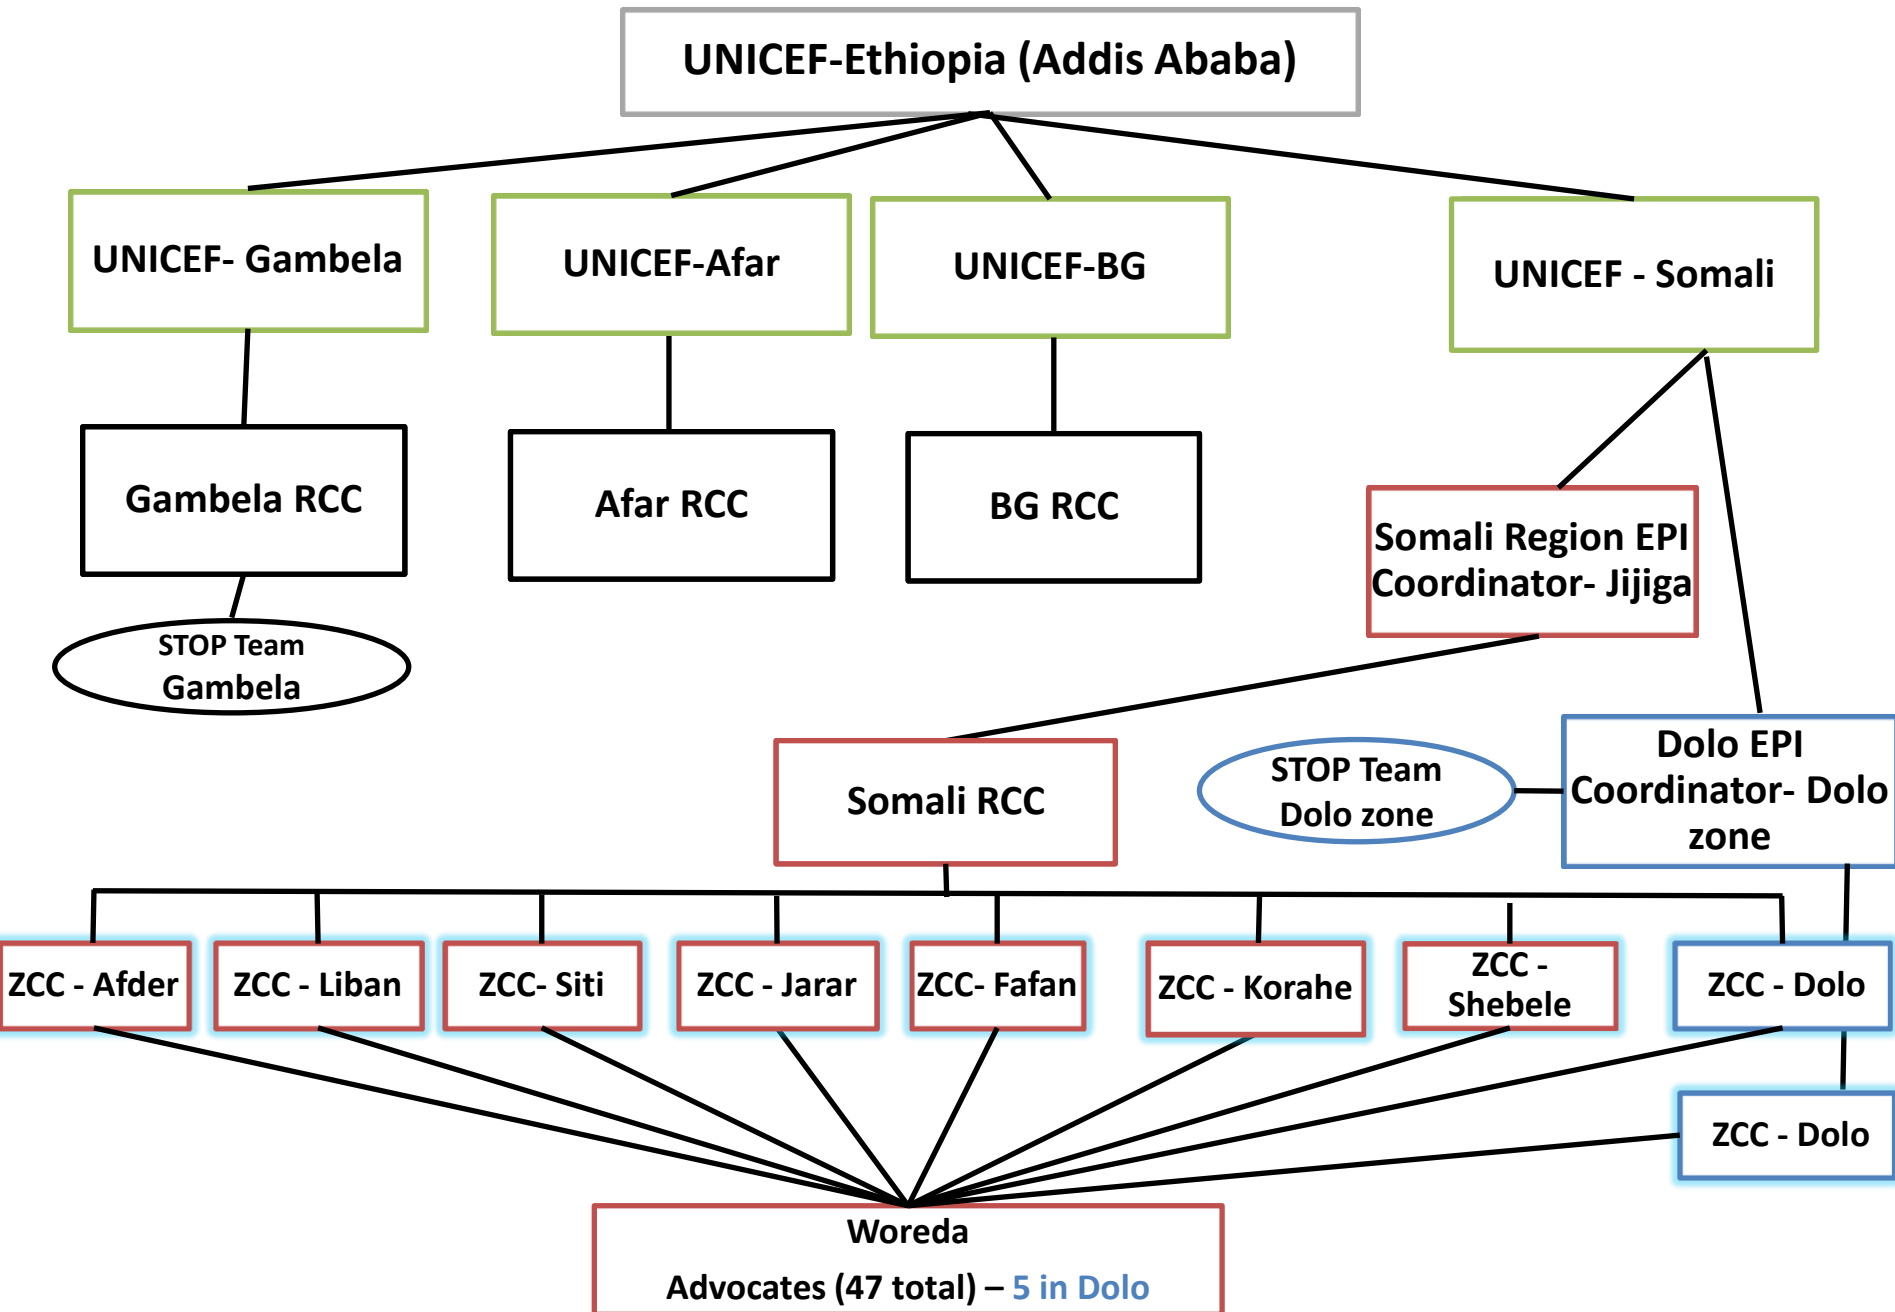 UNICEF-Ethiopia (Addis Ababa)
UNICEF- Gambela
UNICEF-Afar
UNICEF-BG
UNICEF - Somali
Gambela RCC
Afar RCC
BG RCC
Somali Region EPI
Coordinator- Jijiga
STOP Team
Gambela
Somali RCC
STOP Team
Dolo zone
Dolo EPI
Coordinator- Dolo
zone
ZCC - Afder
ZCC - Liban
ZCC- Siti
ZCC - Jarar
ZCC- Fafan
ZCC - Korahe
ZCC -
Shebele
ZCC - Dolo
ZCC - Dolo
Woreda
Advocates (47 total) – 5 in Dolo